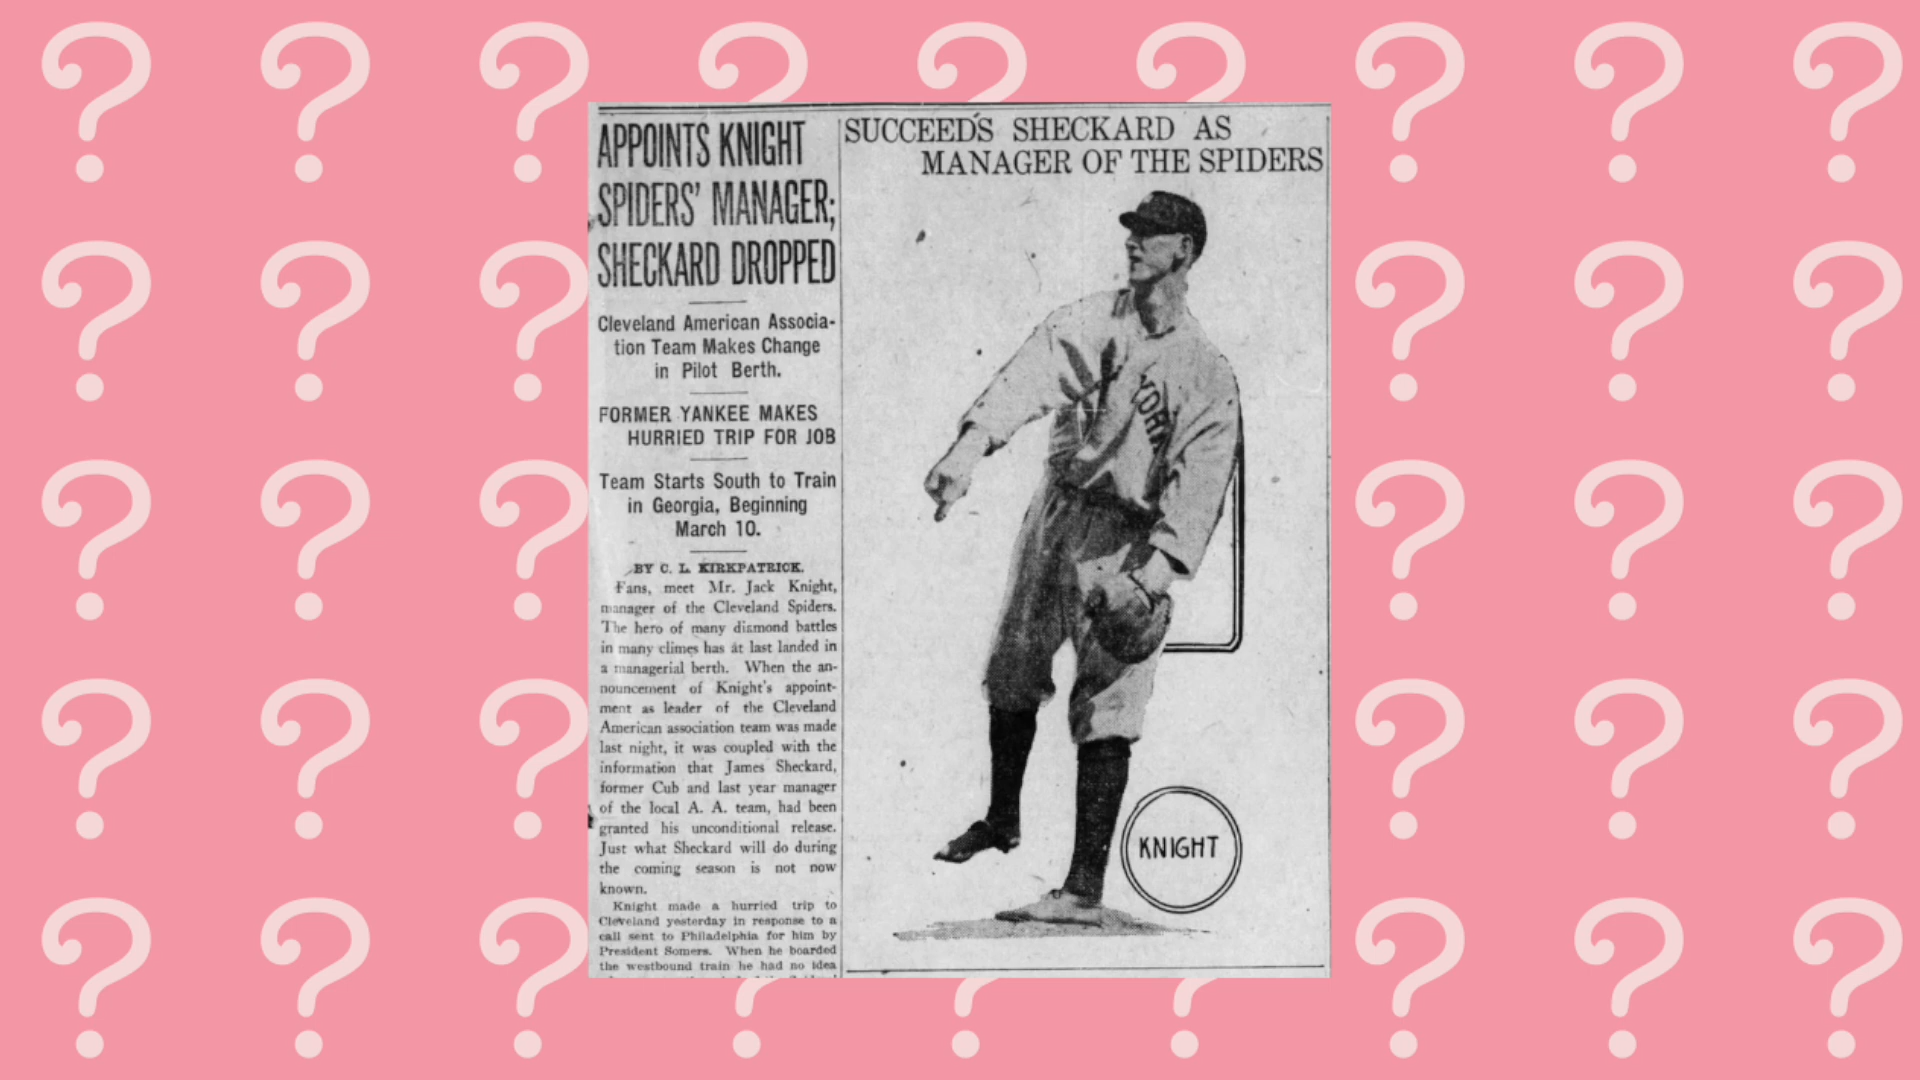 APPOINTS KNIGHT
SPIDERS' MANAGER;
SHECKARD DROPPED
Cleveland American Associa-
tion Team Makes Change
in Pilot Berth.
FORMER YANKEE MAKES
HURRIED TRIP FOR JOB
Team Starts South to Train
in Georgia, Beginning
March 10.
BY C. L. KIRKPATRICK.
Fans, meet Mr. Jack Knight,
manager of the Cleveland Spiders.
The hero of many diamond battles
in many climes has at last landed in
a managerial berth. When the an-
nouncement of Knight's appoint-
ment as leader of the Cleveland
American association team was made
last night, it was coupled with the
information that James Sheckard,
former Cub and last year manager
of the local A. A. team, had been
granted his unconditional release.
Just what Sheckard will do during
the coming season is not now
known.
Knight made a hurried trip to
Cleveland yesterday in response to a
call sent to Philadelphia for him by
President Somers. When he boarded
the westbound train he had no idea
SUCCEEDS SHECKARD AS
MANAGER OF THE SPIDERS
YORK
KNIGHT